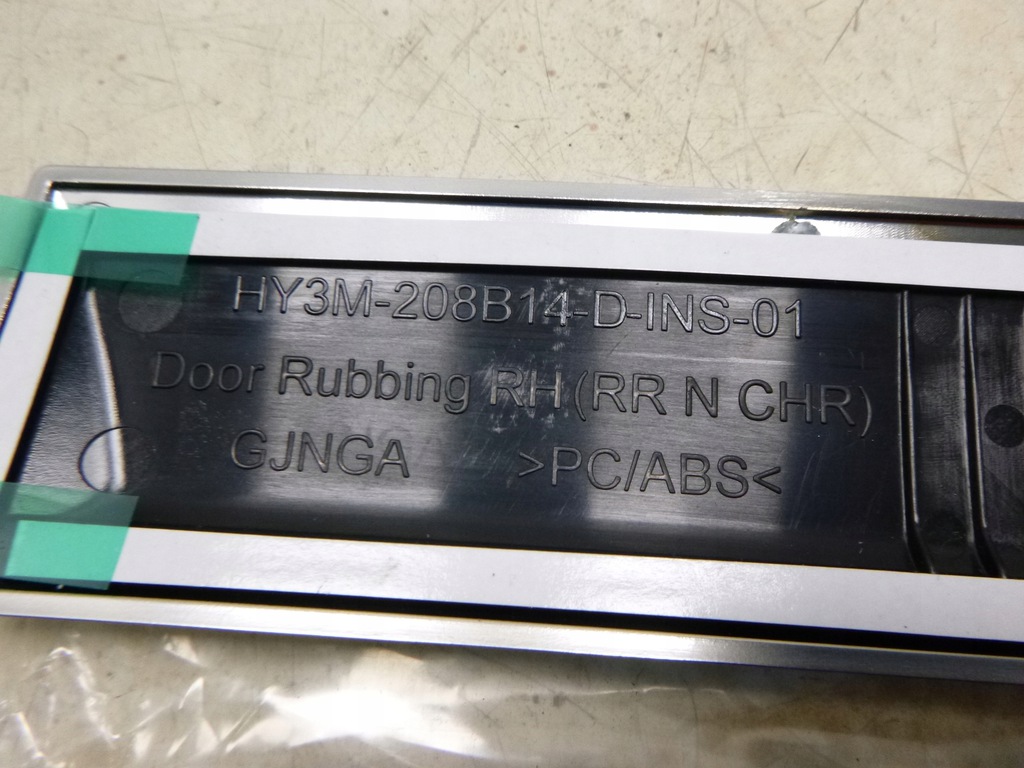 HY3M-208B14-D-INS-01
Door Rubbing RH (RR N CHR)
GJNGA >PC/ABS<